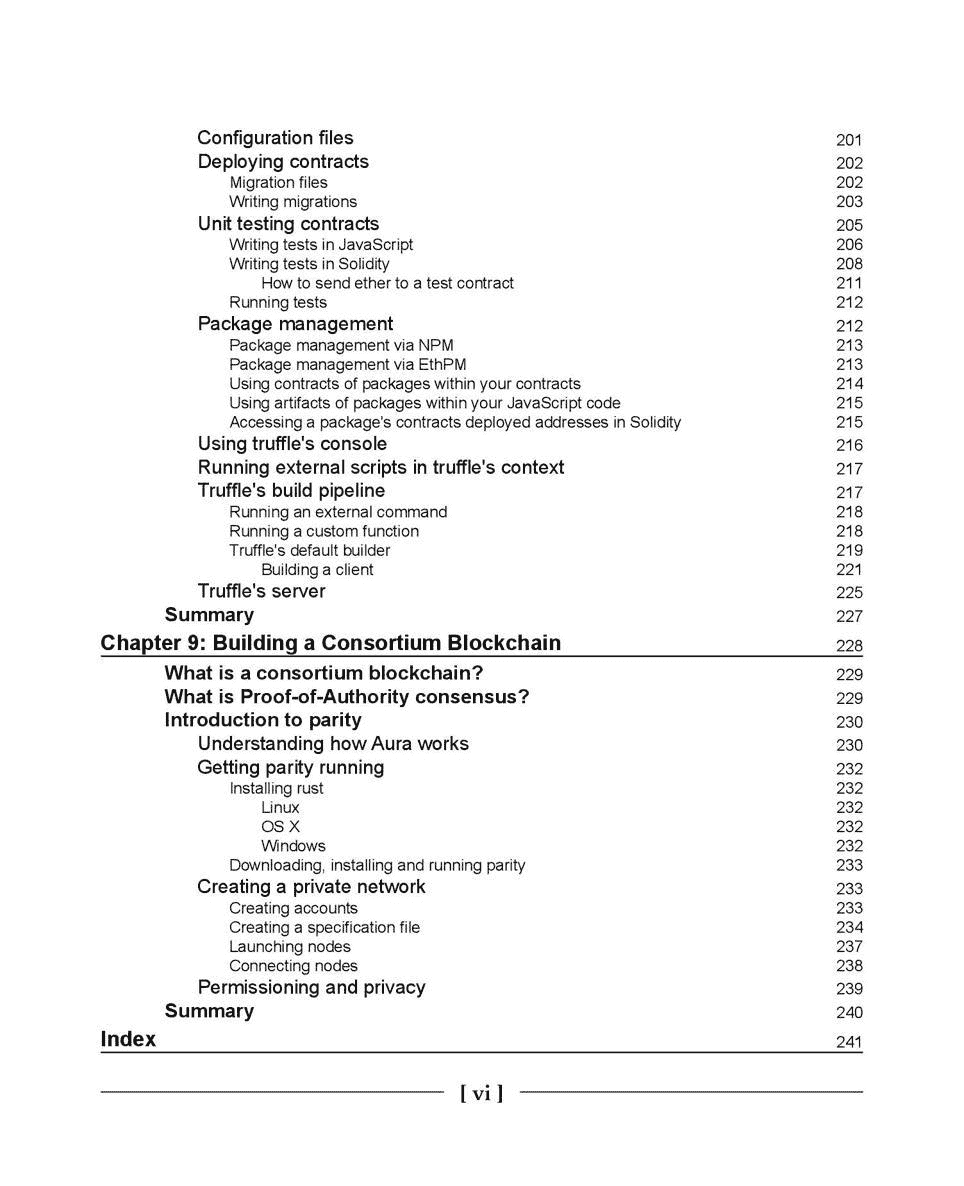 Configuration files 201
Deploying contracts 202
Migration files 202
Writing migrations 203
Unit testing contracts 205
Writing tests in JavaScript 206
Writing tests in Solidity 208
How to send ether to a test contract 211
Running tests 212
Package management 212
Package management via NPM 213
Package management via EthPM 213
Using contracts of packages within your contracts 214
Using artifacts of packages within your JavaScript code 215
Accessing a package's contracts deployed addresses in Solidity 215
Using truffle's console 216
Running external scripts in truffle's context 217
Truffle's build pipeline 217
Running an external command 218
Running a custom function 218
Truffle's default builder 219
Building a client 221
Truffle's server 225
Summary 227
Chapter 9: Building a Consortium Blockchain 228
What is a consortium blockchain? 229
What is Proof-of-Authority consensus? 229
Introduction to parity 230
Understanding how Aura works 230
Getting parity running 232
Installing rust 232
Linux 232
OS X 232
Windows 232
Downloading, installing and running parity 233
Creating a private network 233
Creating accounts 233
Creating a specification file 234
Launching nodes 237
Connecting nodes 238
Permissioning and privacy 239
Summary 240
Index 241
[ vi ]